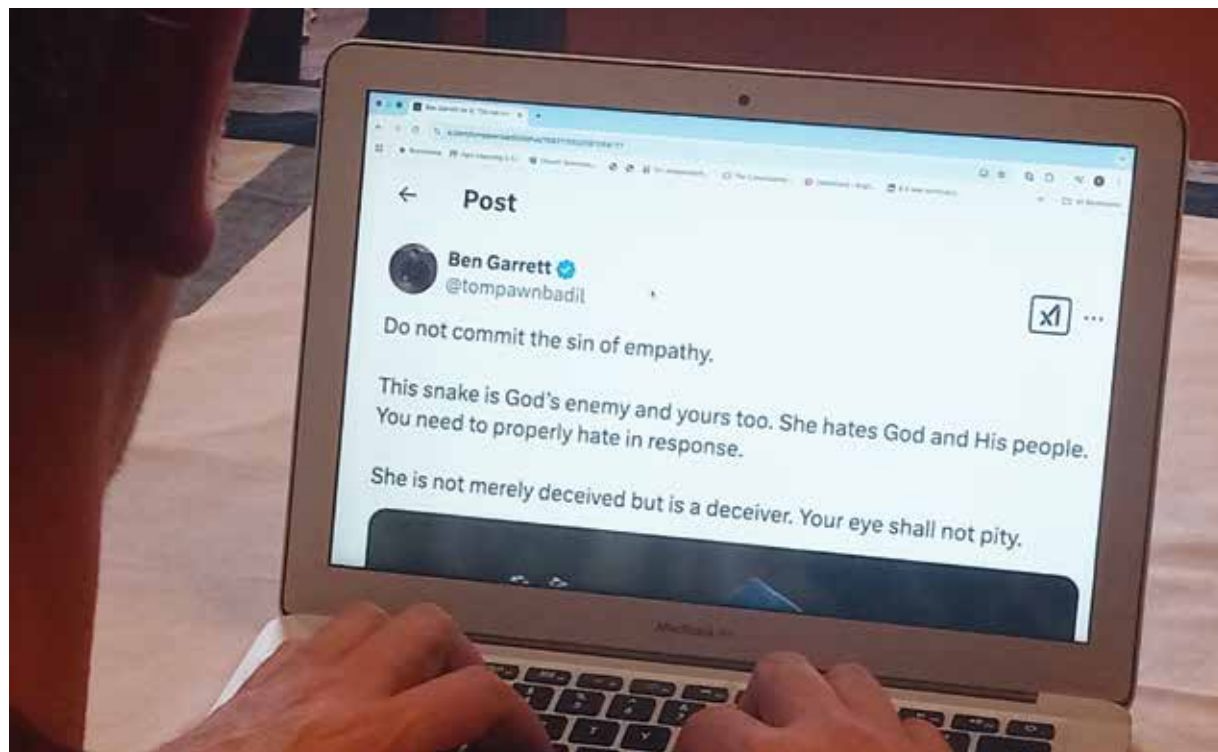 Post
Ben Garrett
@tompawnbadil
Do not commit the sin of empathy.
This snake is God's enemy and yours too. She hates God and His people.
You need to properly hate in response.
She is not merely deceived but is a deceiver. Your eye shall not pity.
MacBook Air